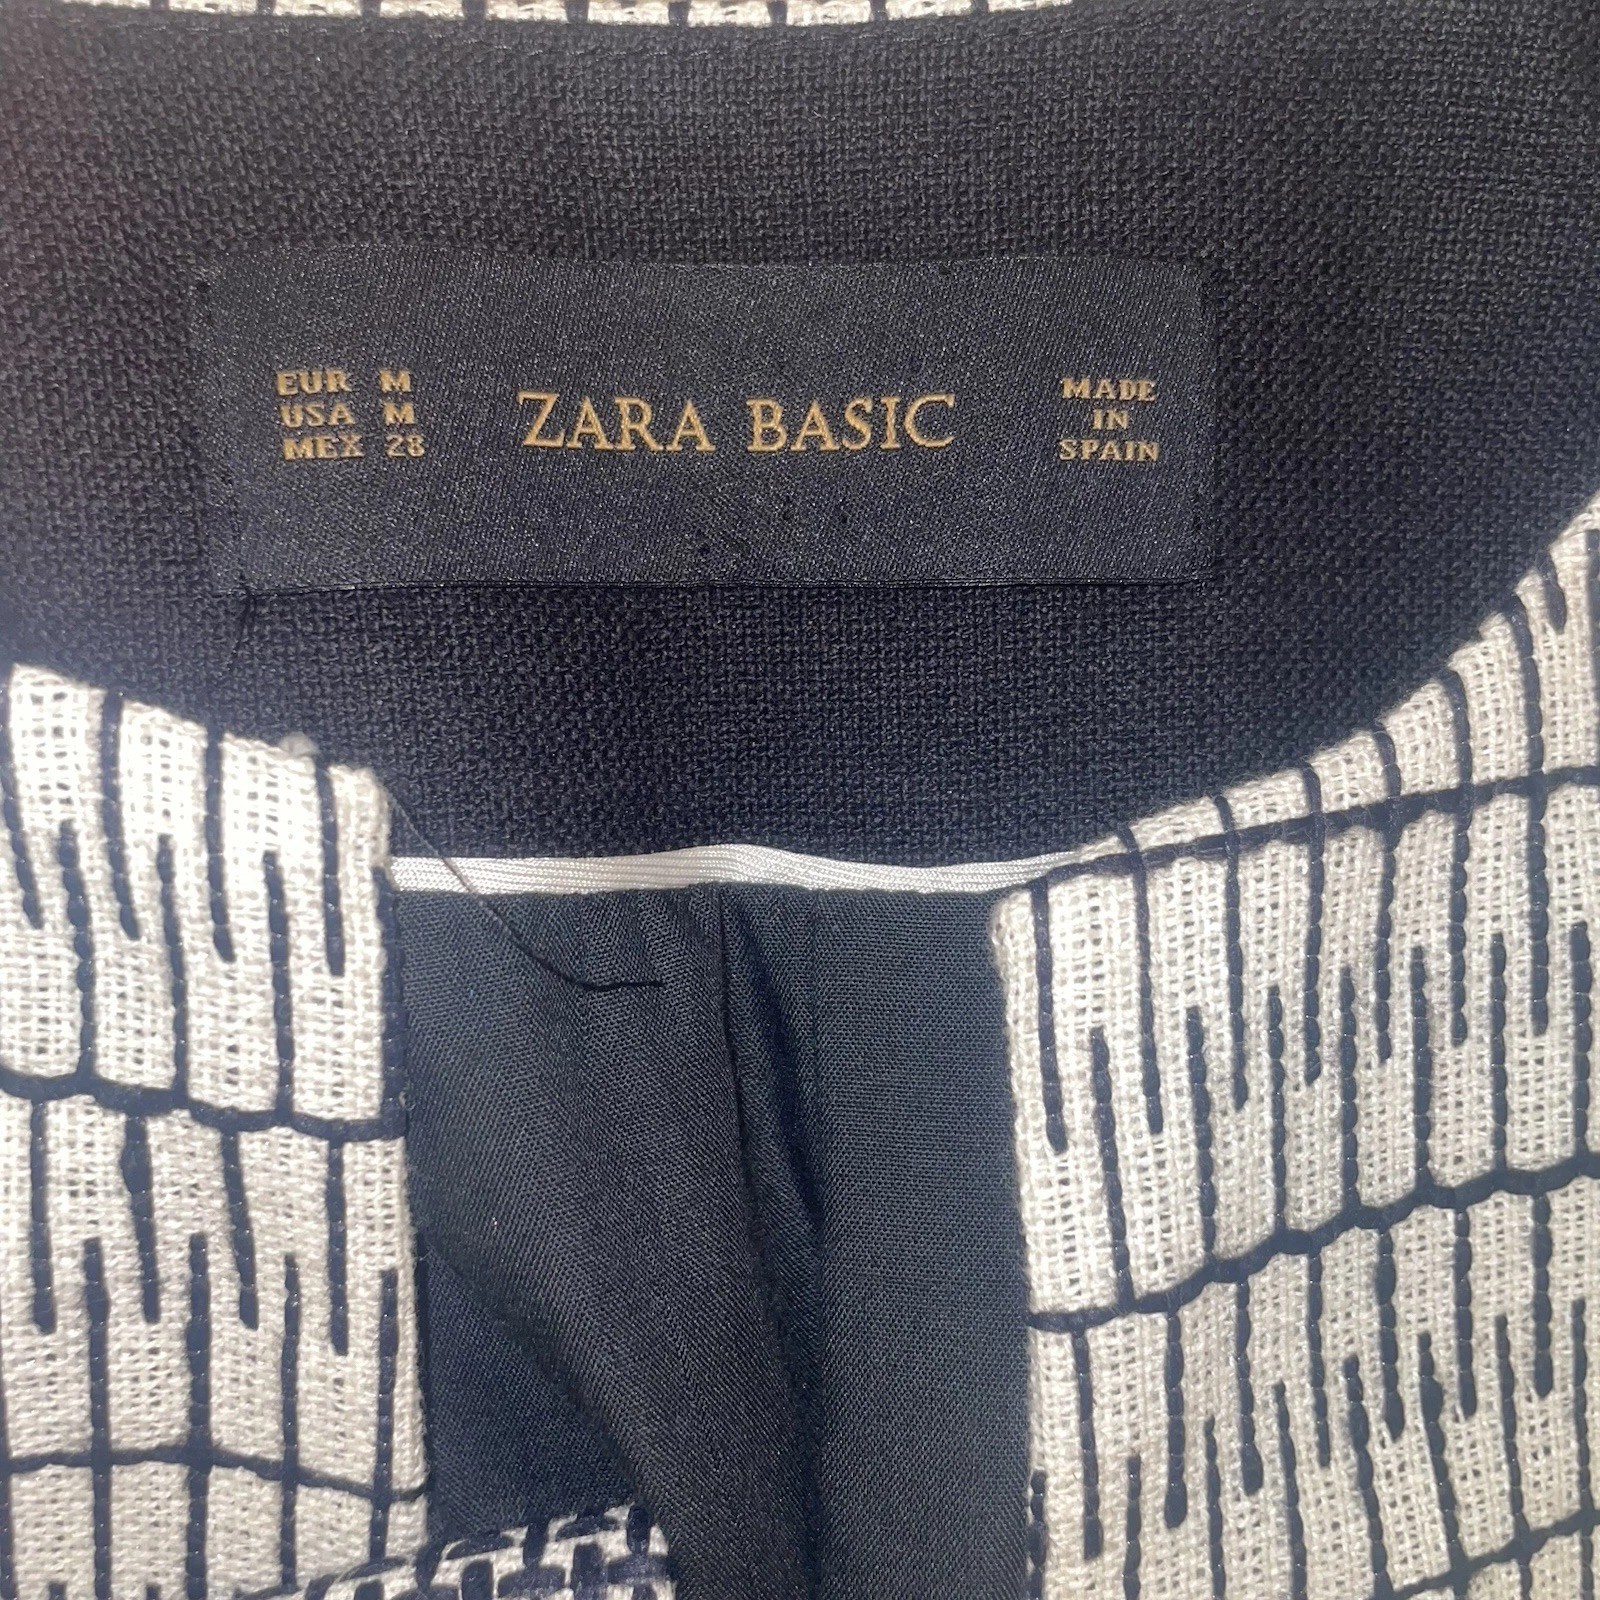 EUR M
USA M
MEX 28
ZARA BASIC
MADE
IN
SPAIN